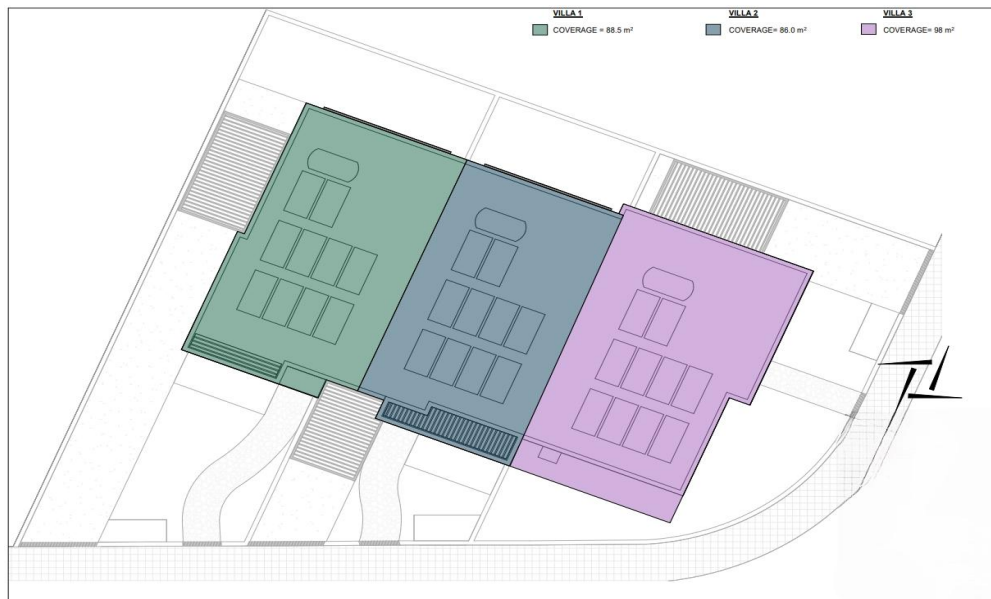 VILLA 1
COVERAGE = 88.5 m²
VILLA 2
COVERAGE= 86.0 m²
VILLA 3
COVERAGE= 98 m²